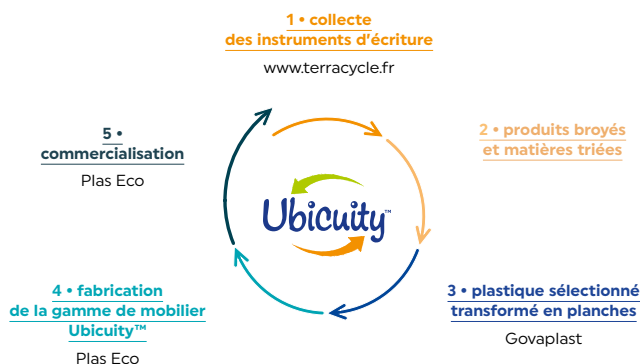 1 • collecte
des instruments d'écriture
www.terracycle.fr
2 • produits broyés
et matières triées
3 • plastique sélectionné
transformé en planches
Govaplast
4 • fabrication
de la gamme de mobilier
Ubicuity™
Plas Eco
5 •
commercialisation
Plas Eco
Ubicuity™